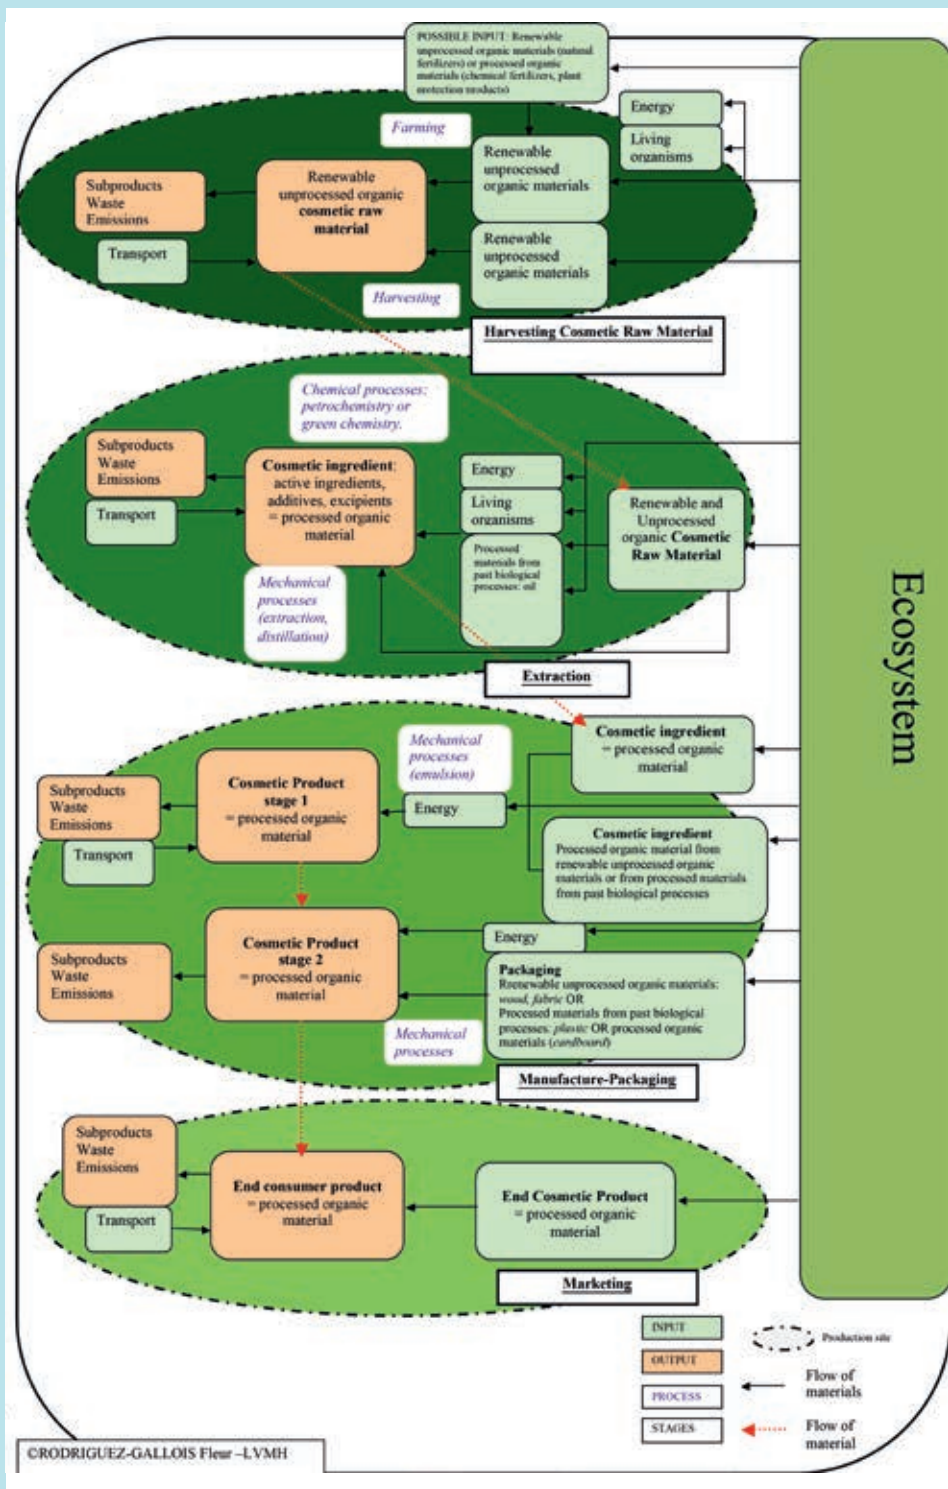 POSSIBLE INPUT: Renewable
unprocessed organic materials (natural
fertilizers) or processed organic
materials (chemical fertilizers, plant
protection products)
Farming
Energy
Living
organisms
Renewable
unprocessed
organic materials
Renewable
unprocessed organic
cosmetic raw
material
Subproducts
Waste
Emissions
Transport
Renewable
unprocessed
organic materials
Harvesting
Harvesting Cosmetic Raw Material
Chemical processes:
petrochemistry or
green chemistry.
Subproducts
Waste
Emissions
Transport
Cosmetic ingredient:
active ingredients,
additives, excipients
= processed organic
material
Energy
Living
organisms
Processed
materials from
past biological
processes: oil
Renewable and
Unprocessed
organic Cosmetic
Raw Material
Mechanical
processes
(extraction,
distillation)
Extraction
Ecosystem
Cosmetic ingredient
= processed organic
material
Mechanical
processes
(emulsion)
Cosmetic Product
stage 1
= processed organic
material
Energy
Subproducts
Waste
Emissions
Transport
Cosmetic ingredient
Processed organic material from
renewable unprocessed organic
materials or from processed materials
from past biological processes
Cosmetic Product
stage 2
= processed organic
material
Energy
Subproducts
Waste
Emissions
Packaging
Rrenewable unprocessed organic materials:
wood, fabric OR
Processed materials from past biological
processes: plastic OR processed organic
materials (cardboard)
Mechanical
processes
Manufacture-Packaging
Subproducts
Waste
Emissions
Transport
End consumer product
= processed organic
material
End Cosmetic Product
= processed organic
material
Marketing
INPUT
OUTPUT
PROCESS
STAGES
Production site
Flow of
materials
Flow of
material
©RODRIGUEZ-GALLOIS Fleur –LVMH